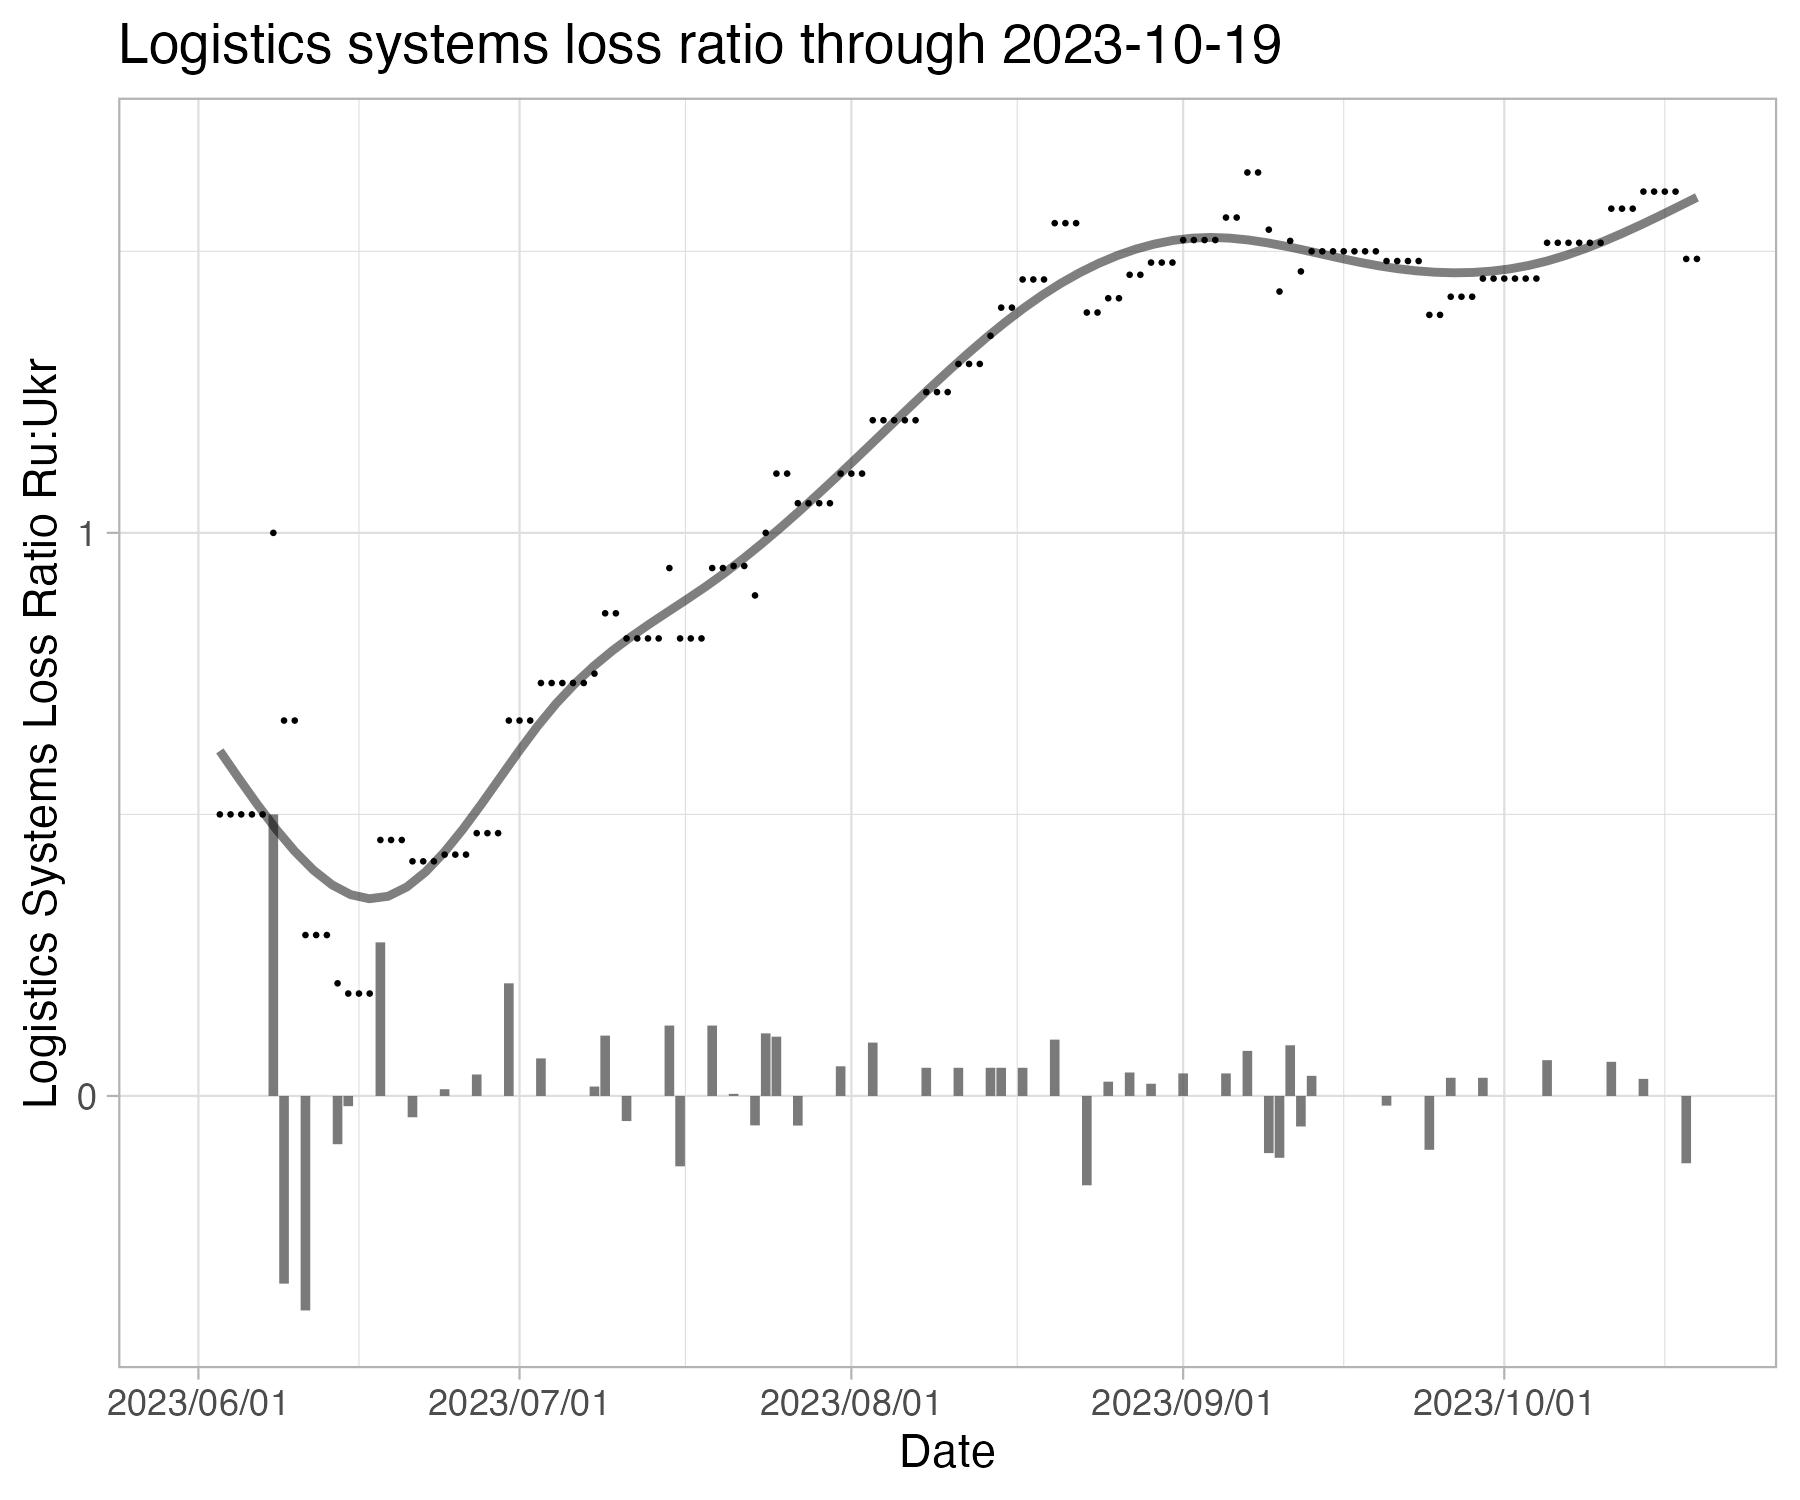 Logistics systems loss ratio through 2023-10-19
Logistics Systems Loss Ratio Ru:Ukr
1
0
2023/06/01
2023/07/01
2023/08/01
2023/09/01
2023/10/01
Date